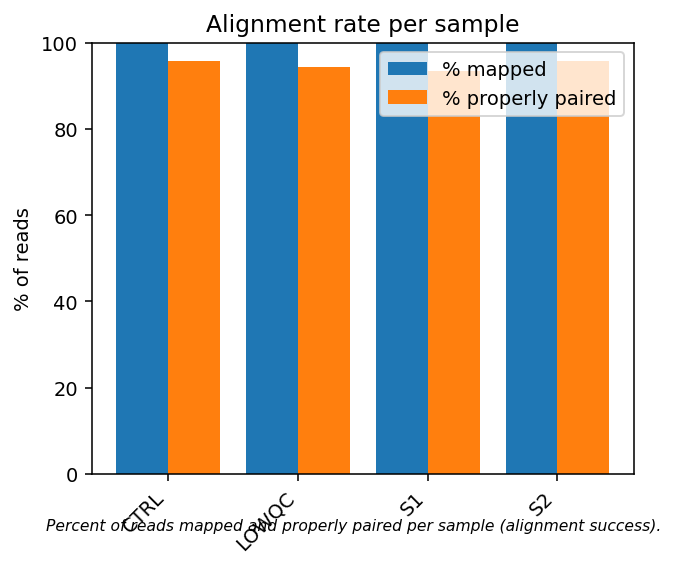 Alignment rate per sample
% mapped
% properly paired
% of reads
100
80
60
40
20
0
CTRL
LOWQC
S1
S2
Percent of reads mapped and properly paired per sample (alignment success).